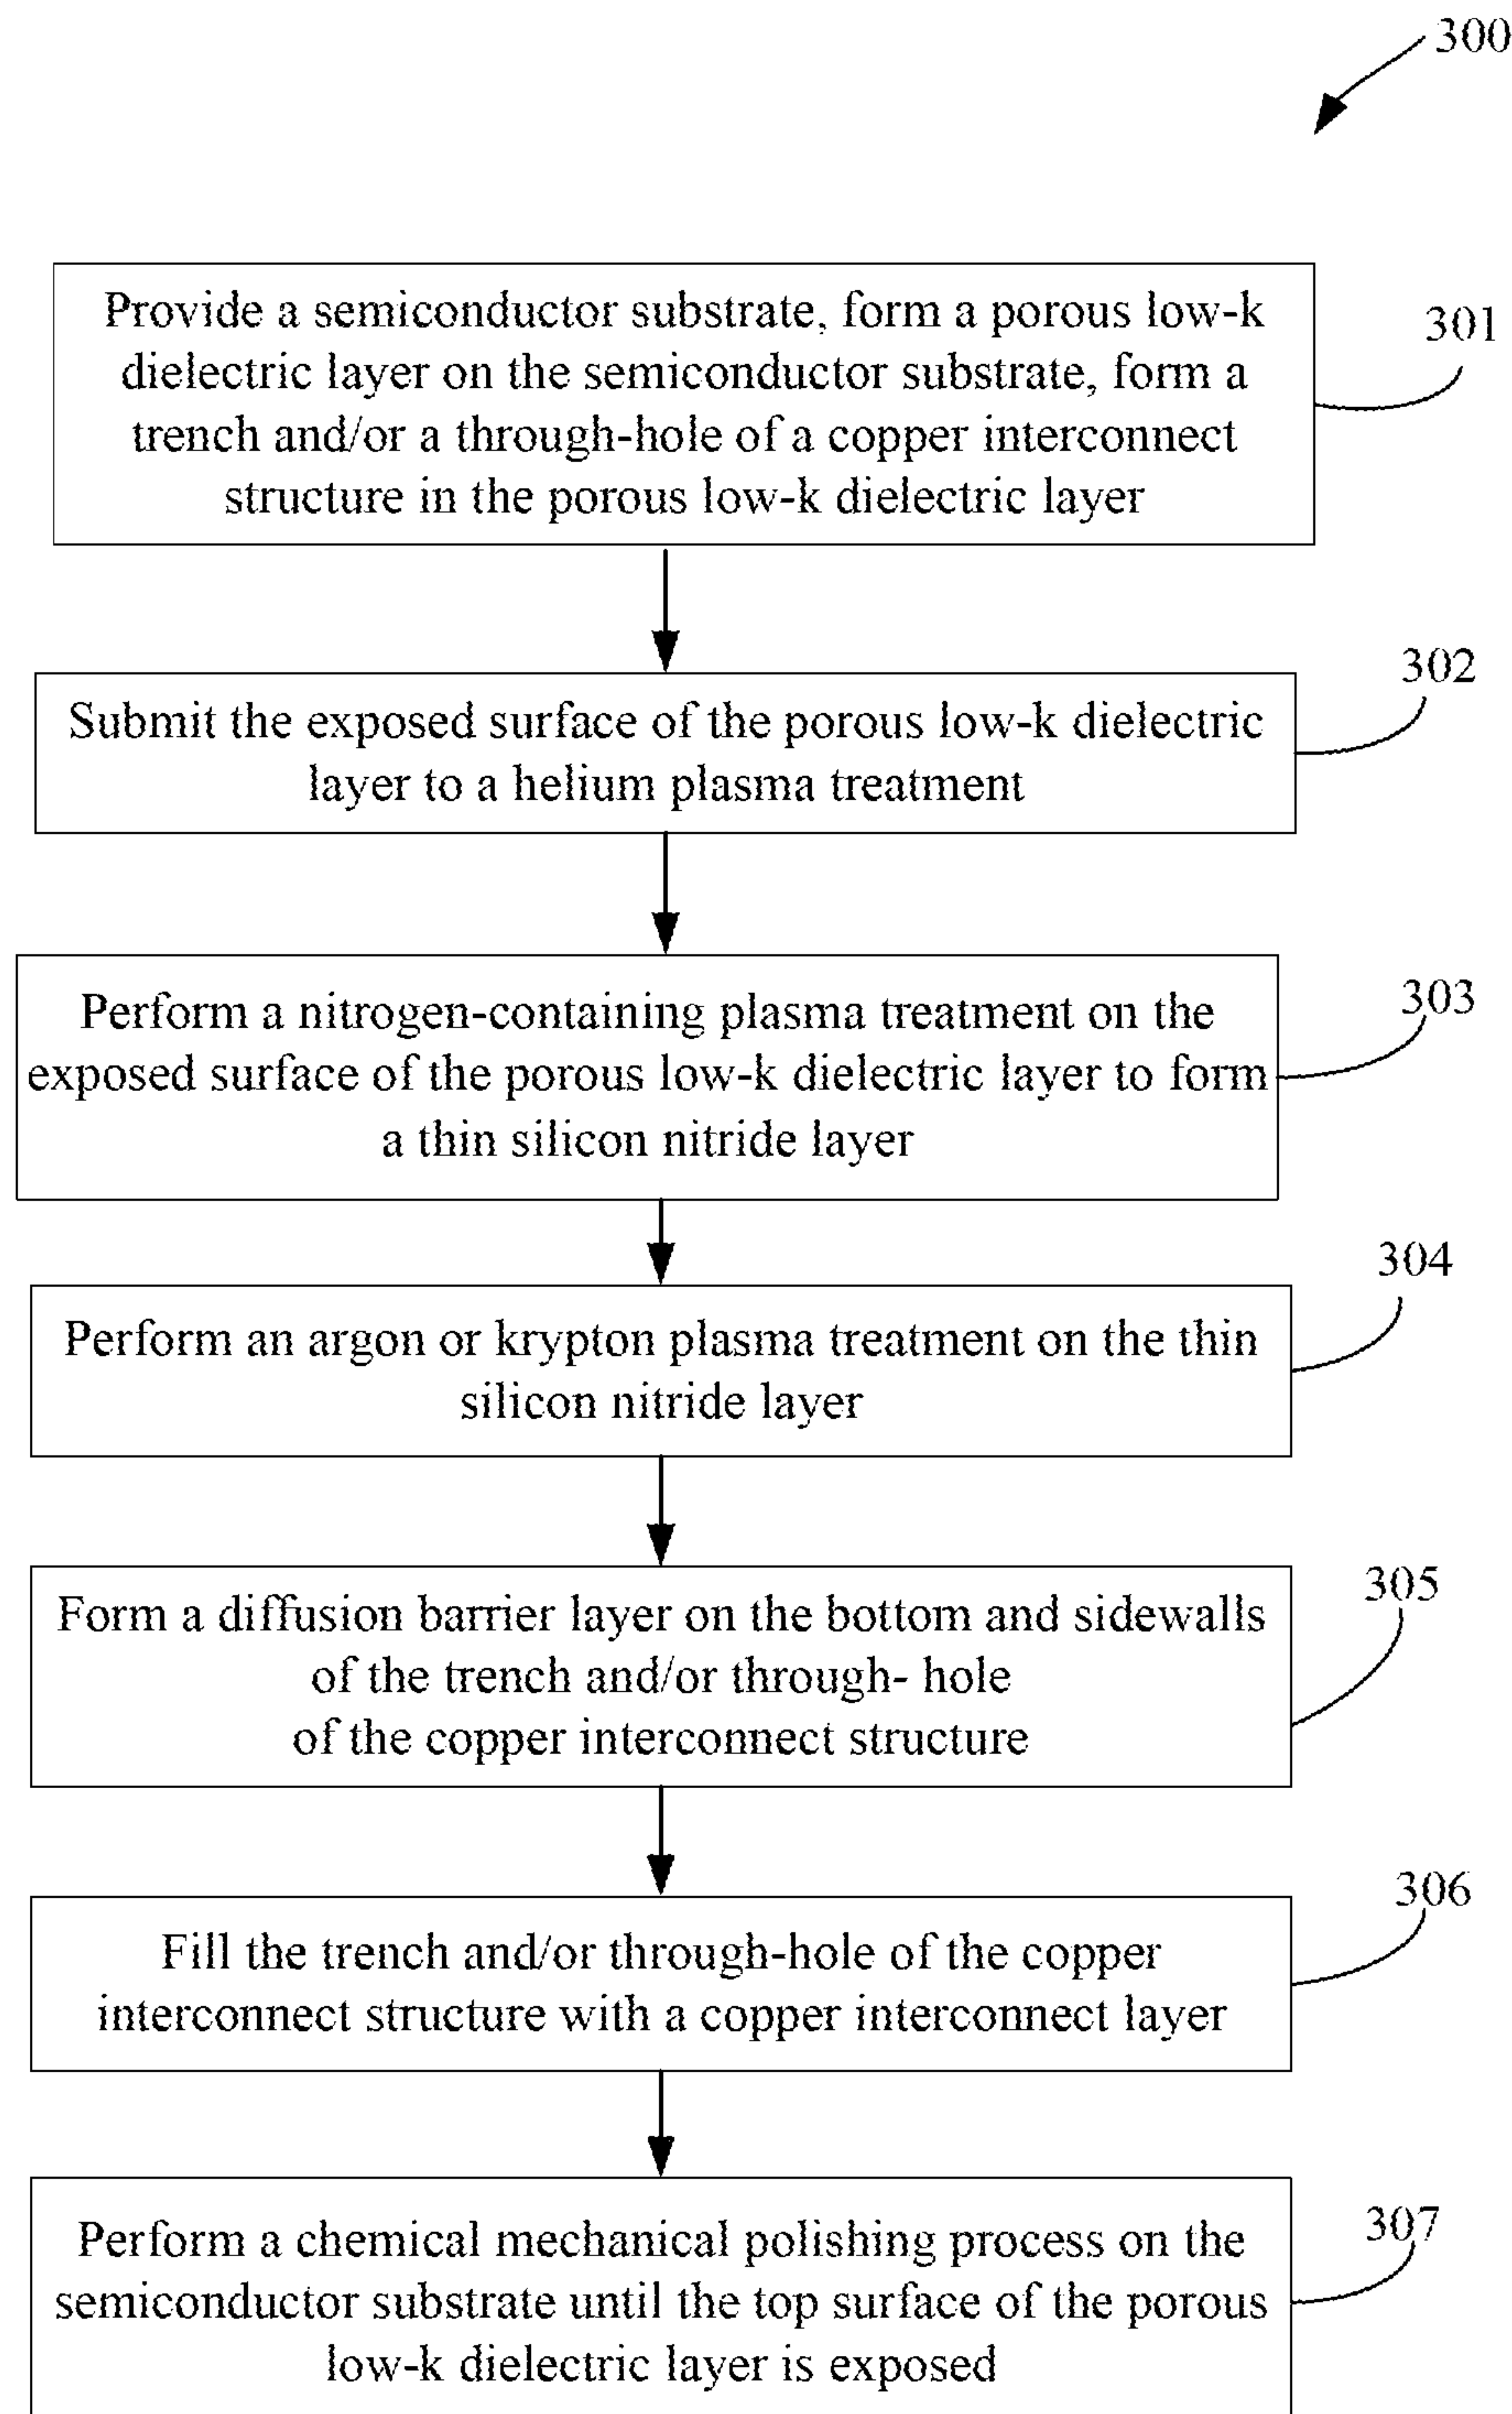 300
Provide a semiconductor substrate, form a porous low-k
dielectric layer on the semiconductor substrate, form a
trench and/or a through-hole of a copper interconnect
structure in the porous low-k dielectric layer
301
Submit the exposed surface of the porous low-k dielectric
layer to a helium plasma treatment
302
Perform a nitrogen-containing plasma treatment on the
exposed surface of the porous low-k dielectric layer to form
a thin silicon nitride layer
303
Perform an argon or krypton plasma treatment on the thin
silicon nitride layer
304
Form a diffusion barrier layer on the bottom and sidewalls
of the trench and/or through- hole
of the copper interconnect structure
305
Fill the trench and/or through-hole of the copper
interconnect structure with a copper interconnect layer
306
Perform a chemical mechanical polishing process on the
semiconductor substrate until the top surface of the porous
low-k dielectric layer is exposed
307